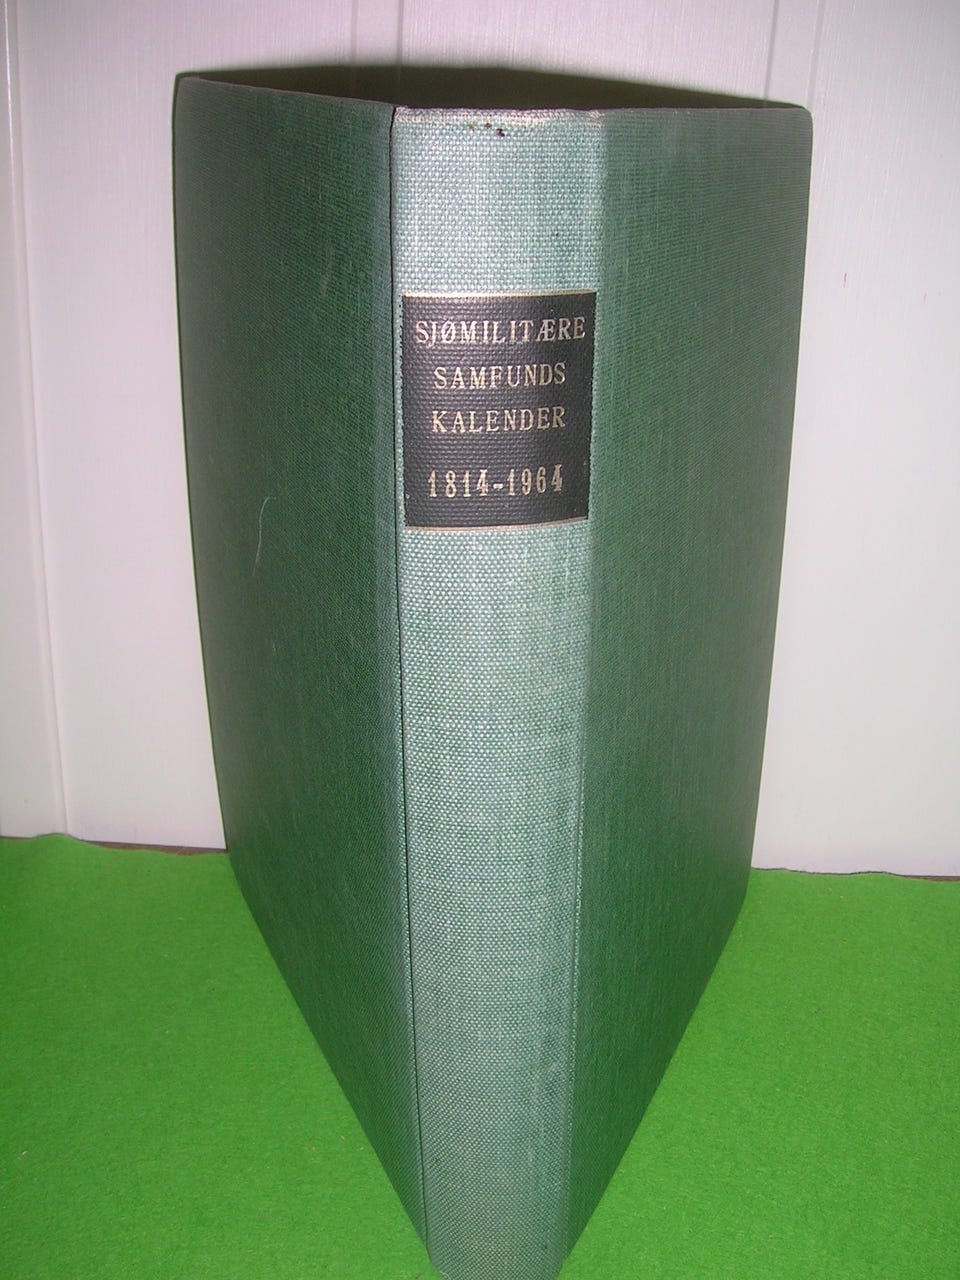 SJØMILITÆRE
SAMFUNDS
KALENDER
1814-1964